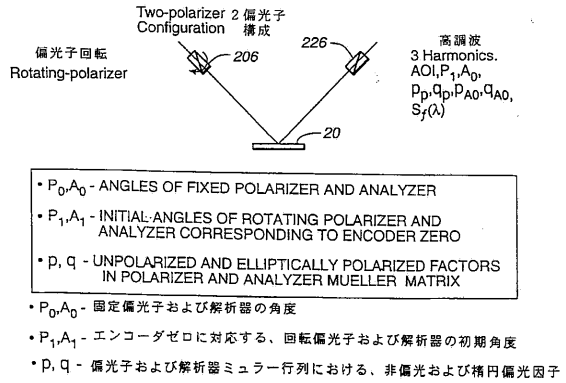 Two-polarizer 2 偏光子
Configuration 構成
偏光子回転
Rotating-polarizer
206
226
20
高調波
3 Harmonics.
AOI,P₁,A₀,
pₚ,qₚ,pA0,qA0,
S_f(λ)
• P₀,A₀ - ANGLES OF FIXED POLARIZER AND ANALYZER
• P₁,A₁ - INITIAL ANGLES OF ROTATING POLARIZER AND
ANALYZER CORRESPONDING TO ENCODER ZERO
• p, q - UNPOLARIZED AND ELLIPTICALLY POLARIZED FACTORS
IN POLARIZER AND ANALYZER MUELLER MATRIX
• P₀,A₀ - 固定偏光子および解析器の角度
• P₁,A₁ - エンコーダゼロに対応する、回転偏光子および解析器の初期角度
• p, q - 偏光子および解析器ミュラー行列における、非偏光および楕円偏光因子